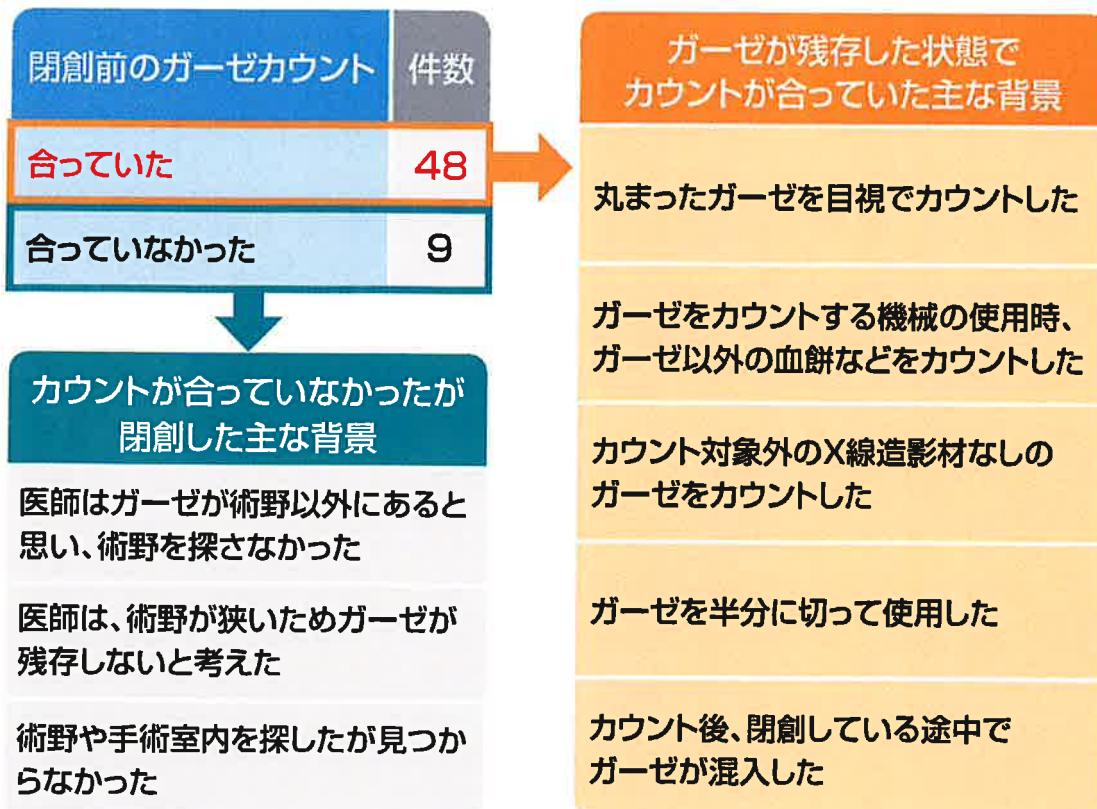 閉創前のガーゼカウント 件数
合っていた 48
合っていなかった 9
カウントが合っていなかったが
閉創した主な背景
医師はガーゼが術野以外にあると
思い、術野を探さなかった
医師は、術野が狭いためガーゼが
残存しないと考えた
術野や手術室内を探したが見つか
らなかった
ガーゼが残存した状態で
カウントが合っていた主な背景
丸まったガーゼを目視でカウントした
ガーゼをカウントする機械の使用時、
ガーゼ以外の血餅などをカウントした
カウント対象外のX線造影材なしの
ガーゼをカウントした
ガーゼを半分に切って使用した
カウント後、閉創している途中で
ガーゼが混入した